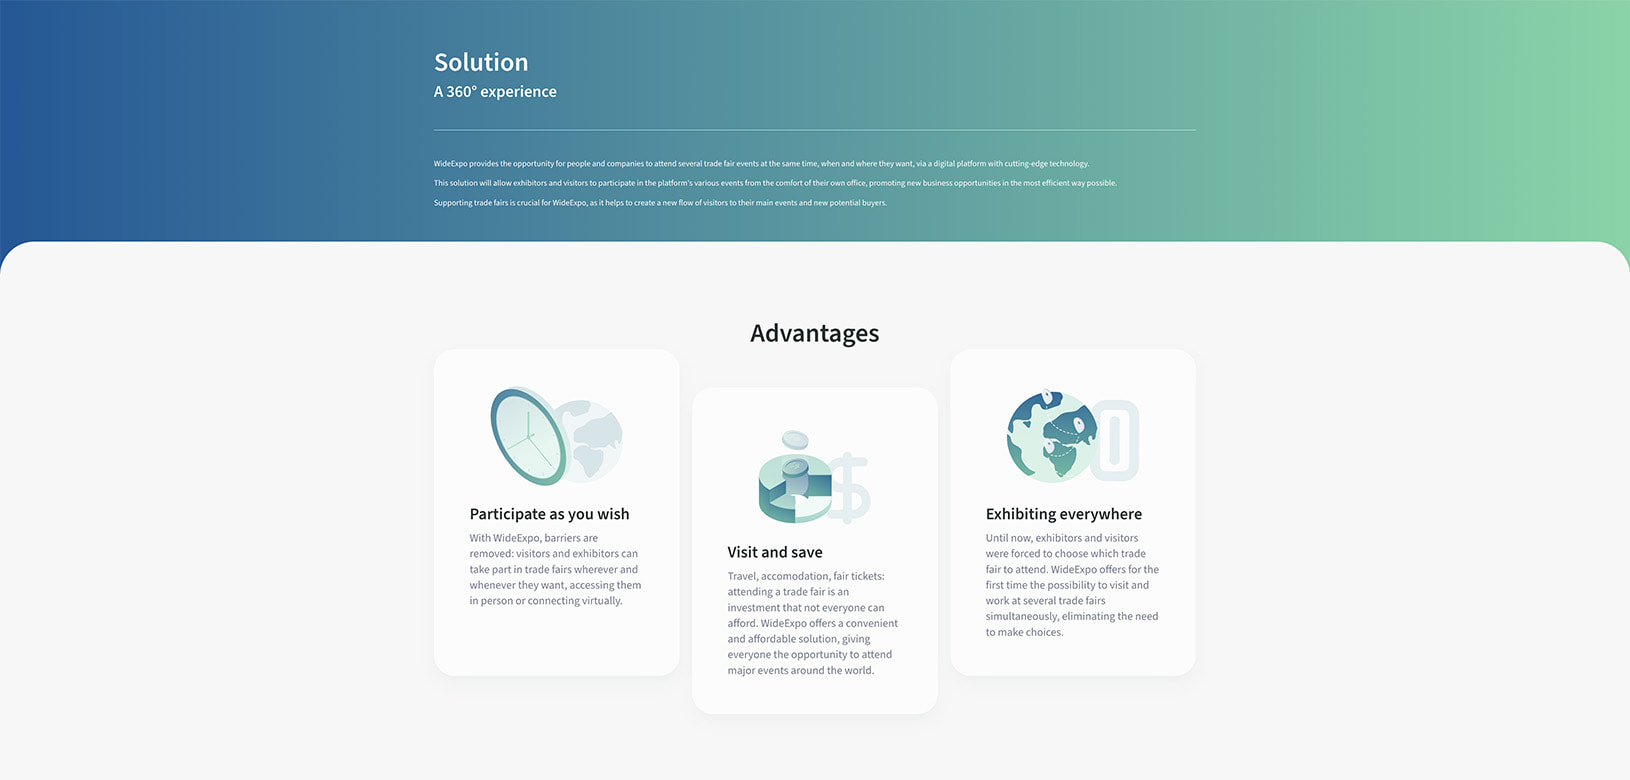 Solution
A 360° experience
WideExpo provides the opportunity for people and companies to attend several trade fair events at the same time, when and where they want, via a digital platform with cutting-edge technology.
This solution will allow exhibitors and visitors to participate in the platform's various events from the comfort of their own office, promoting new business opportunities in the most efficient way possible.
Supporting trade fairs is crucial for WideExpo, as it helps to create a new flow of visitors to their main events and new potential buyers.
Advantages
Participate as you wish
With WideExpo, barriers are
removed: visitors and exhibitors can
take part in trade fairs wherever and
whenever they want, accessing them
in person or connecting virtually.
Visit and save
Travel, accomodation, fair tickets:
attending a trade fair is an
investment that not everyone can
afford. WideExpo offers a convenient
and affordable solution, giving
everyone the opportunity to attend
major events around the world.
Exhibiting everywhere
Until now, exhibitors and visitors
were forced to choose which trade
fair to attend. WideExpo offers for the
first time the possibility to visit and
work at several trade fairs
simultaneously, eliminating the need
to make choices.